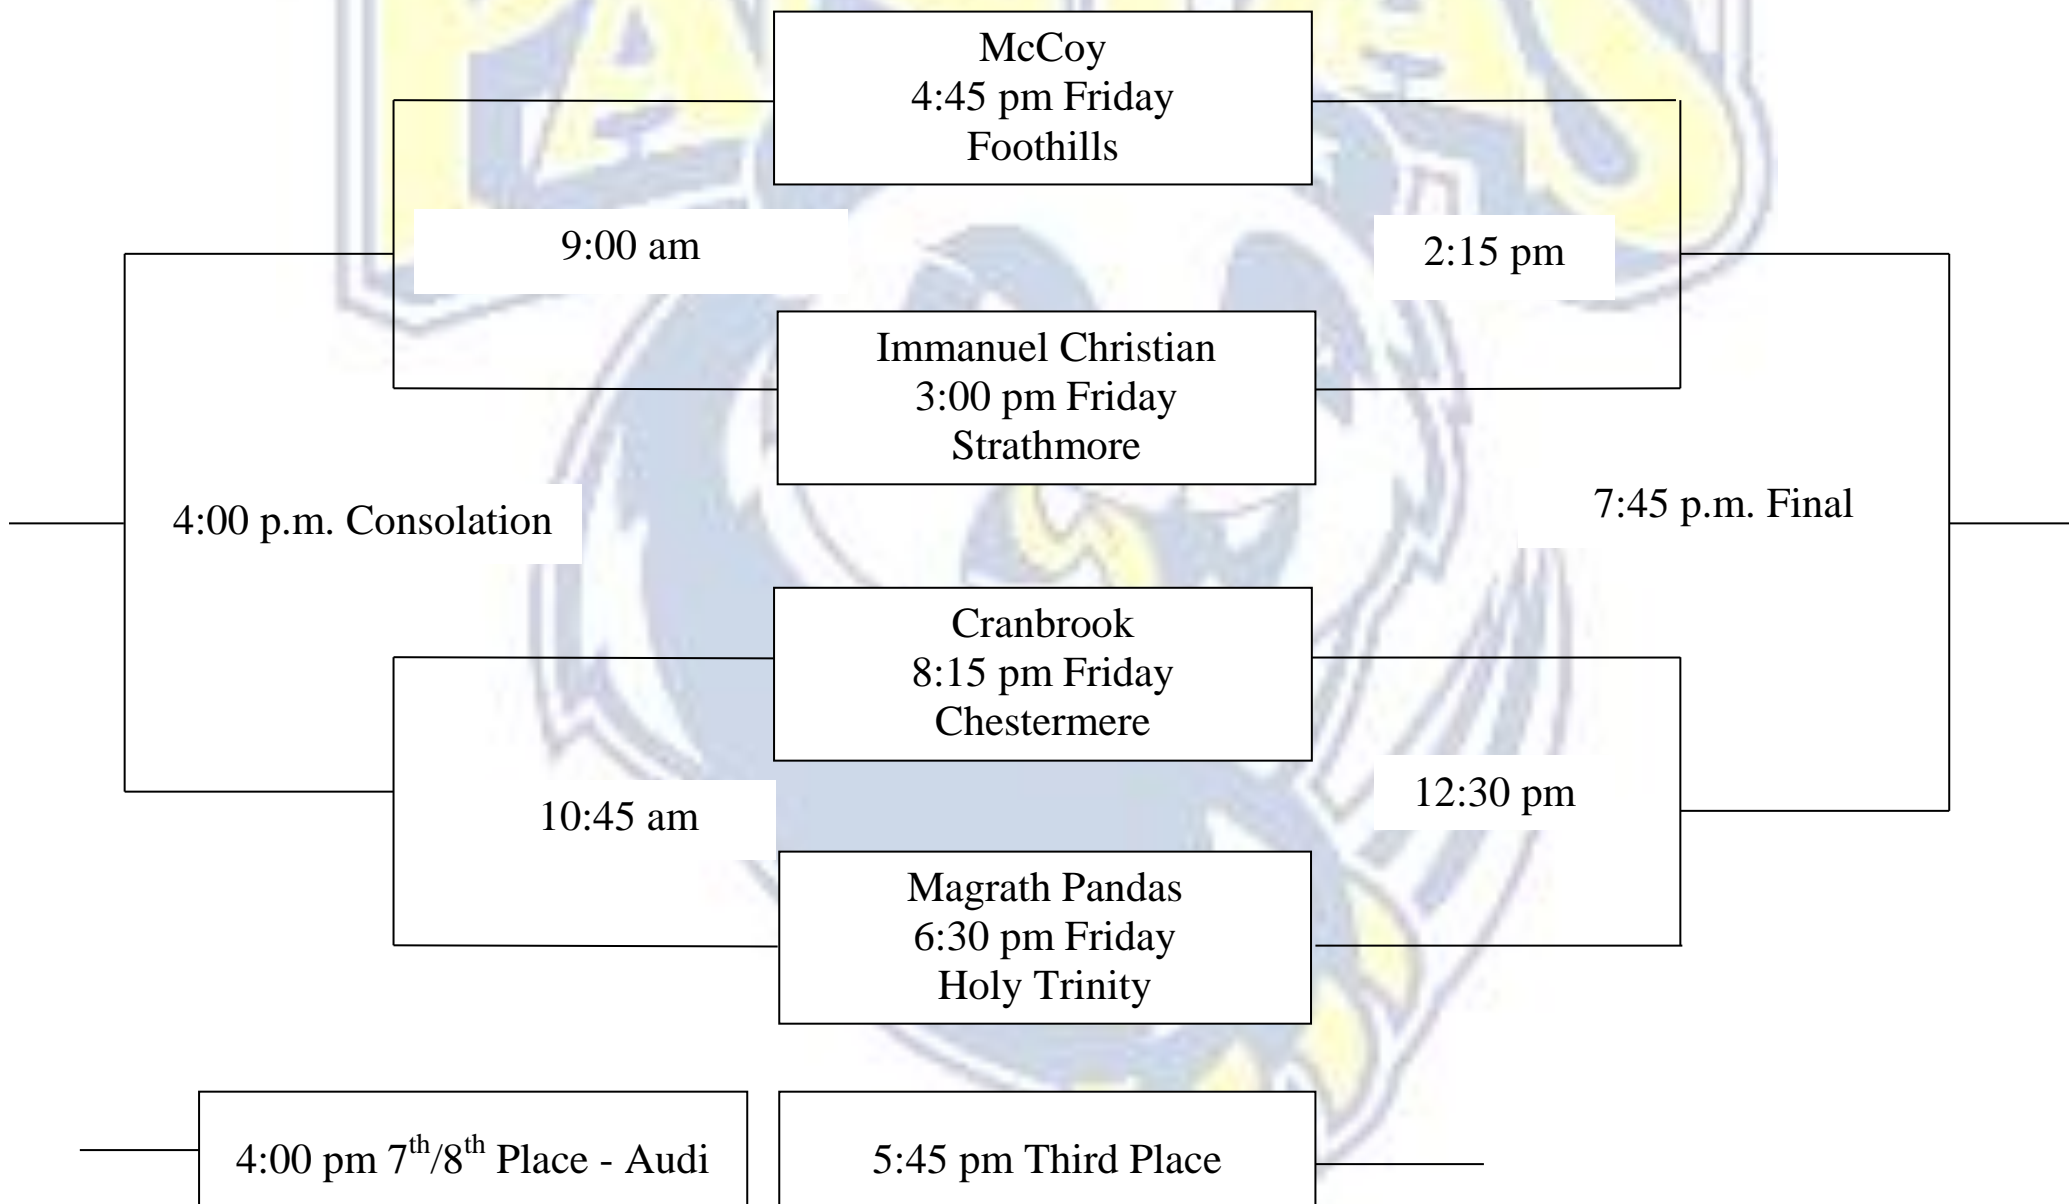 McCoy
4:45 pm Friday
Foothills
9:00 am
2:15 pm
Immanuel Christian
3:00 pm Friday
Strathmore
4:00 p.m. Consolation
7:45 p.m. Final
Cranbrook
8:15 pm Friday
Chestermere
10:45 am
12:30 pm
Magrath Pandas
6:30 pm Friday
Holy Trinity
4:00 pm 7th/8th Place - Audi
5:45 pm Third Place